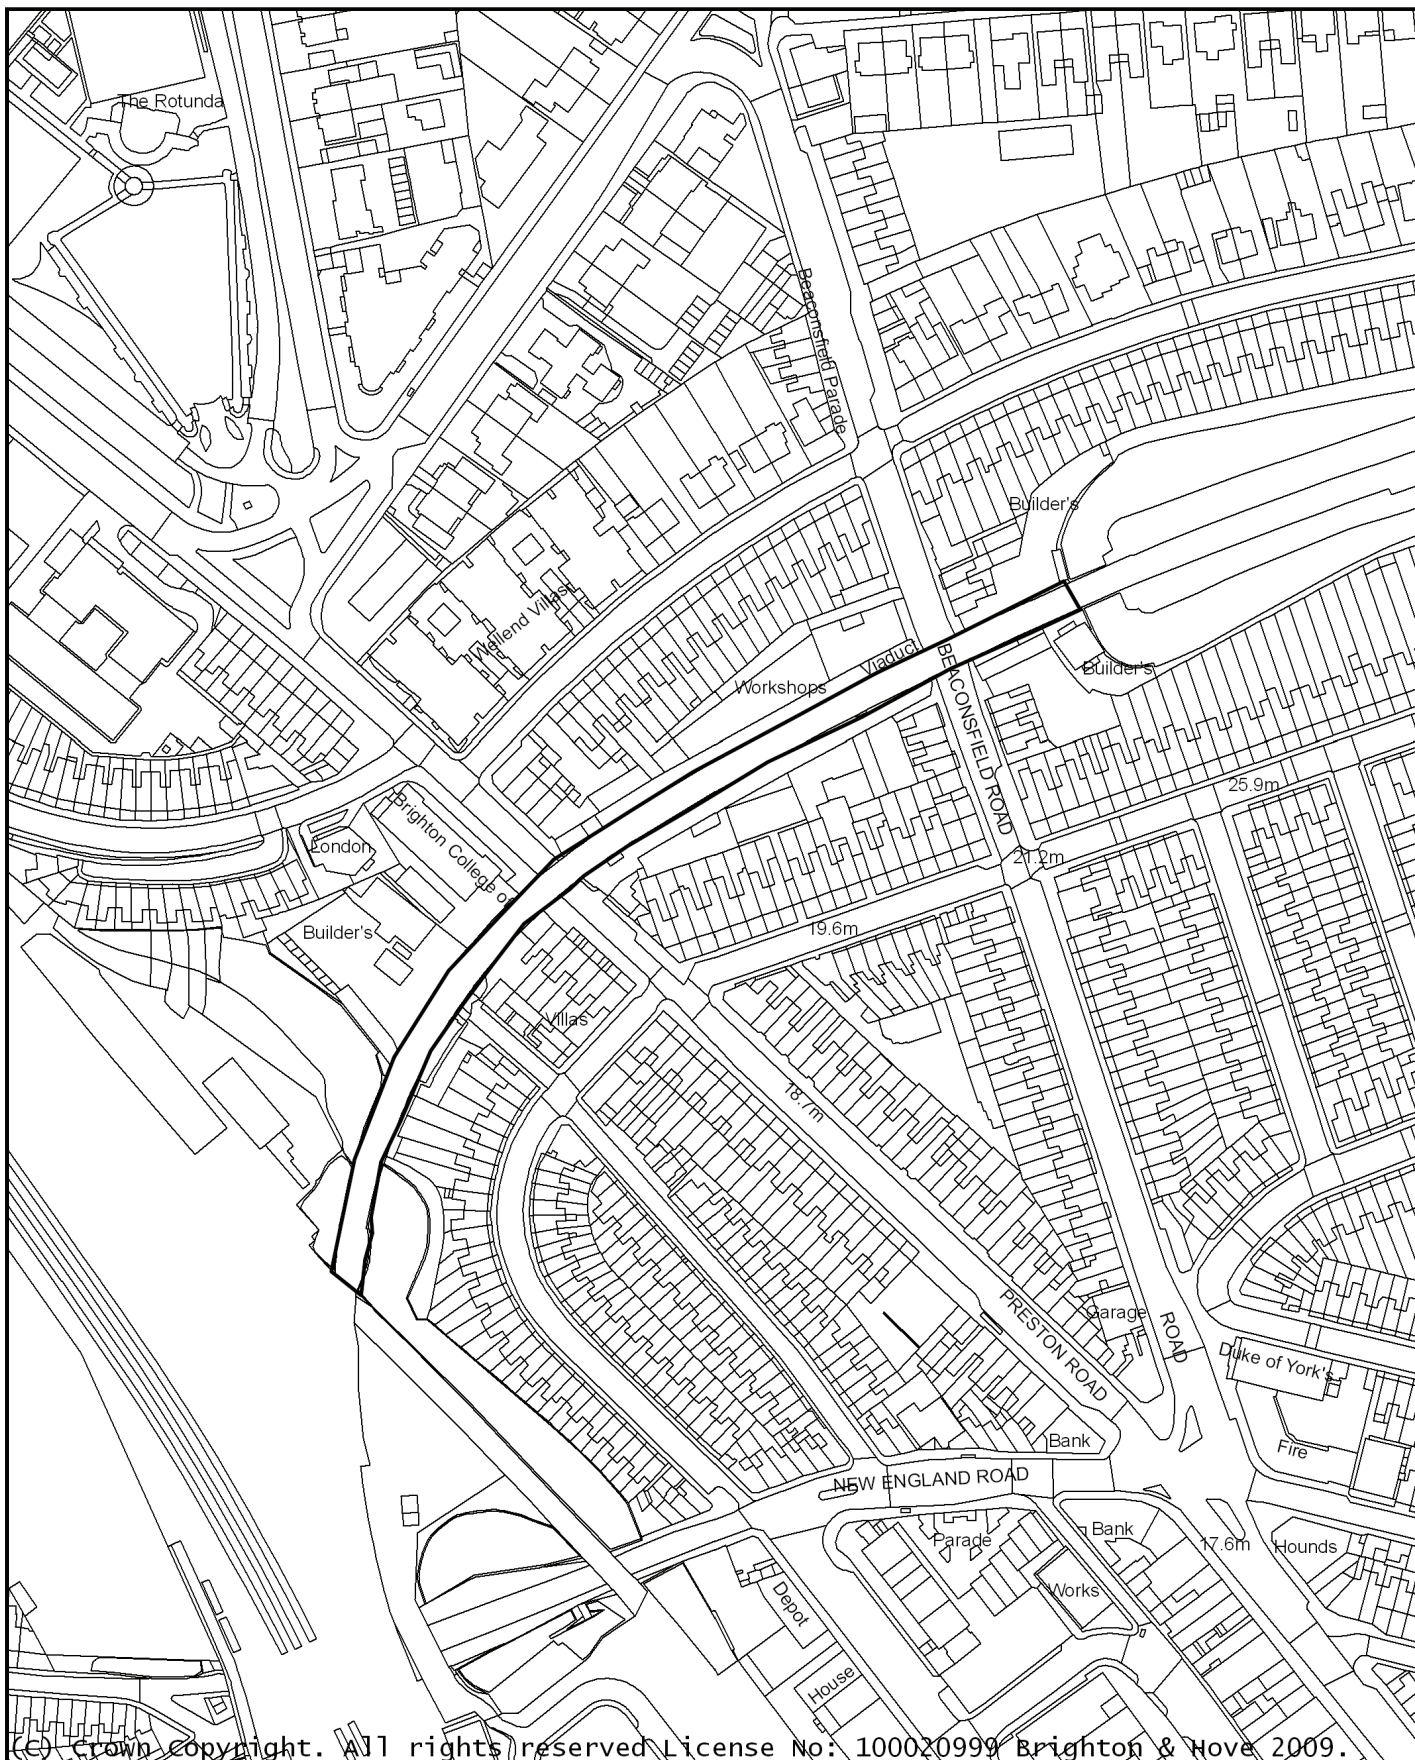 The Rotunda
Beaconsfield Parade
Builder's
Wellend Villas
Viaduct
Builder's
Workshops
BEACONSFIELD ROAD
25.9m
Brighton College of
London
21.2m
Builder's
19.6m
Villas
18.7m
PRESTON ROAD
Garage
ROAD
Duke of York's
Bank
Fire
NEW ENGLAND ROAD
Parade
Bank
17.6m
Hounds
Works
Depot
House
(C) Crown Copyright. All rights reserved License No: 100020999 Brighton & Hove 2009.